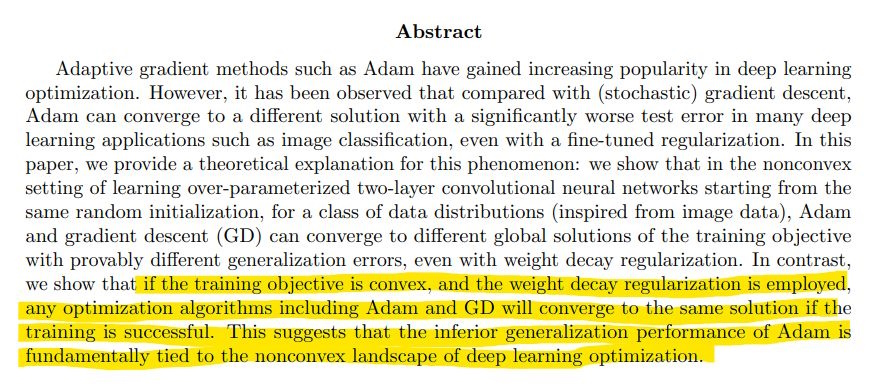 Abstract
Adaptive gradient methods such as Adam have gained increasing popularity in deep learning
optimization. However, it has been observed that compared with (stochastic) gradient descent,
Adam can converge to a different solution with a significantly worse test error in many deep
learning applications such as image classification, even with a fine-tuned regularization. In this
paper, we provide a theoretical explanation for this phenomenon: we show that in the nonconvex
setting of learning over-parameterized two-layer convolutional neural networks starting from the
same random initialization, for a class of data distributions (inspired from image data), Adam
and gradient descent (GD) can converge to different global solutions of the training objective
with provably different generalization errors, even with weight decay regularization. In contrast,
we show that if the training objective is convex, and the weight decay regularization is employed,
any optimization algorithms including Adam and GD will converge to the same solution if the
training is successful. This suggests that the inferior generalization performance of Adam is
fundamentally tied to the nonconvex landscape of deep learning optimization.